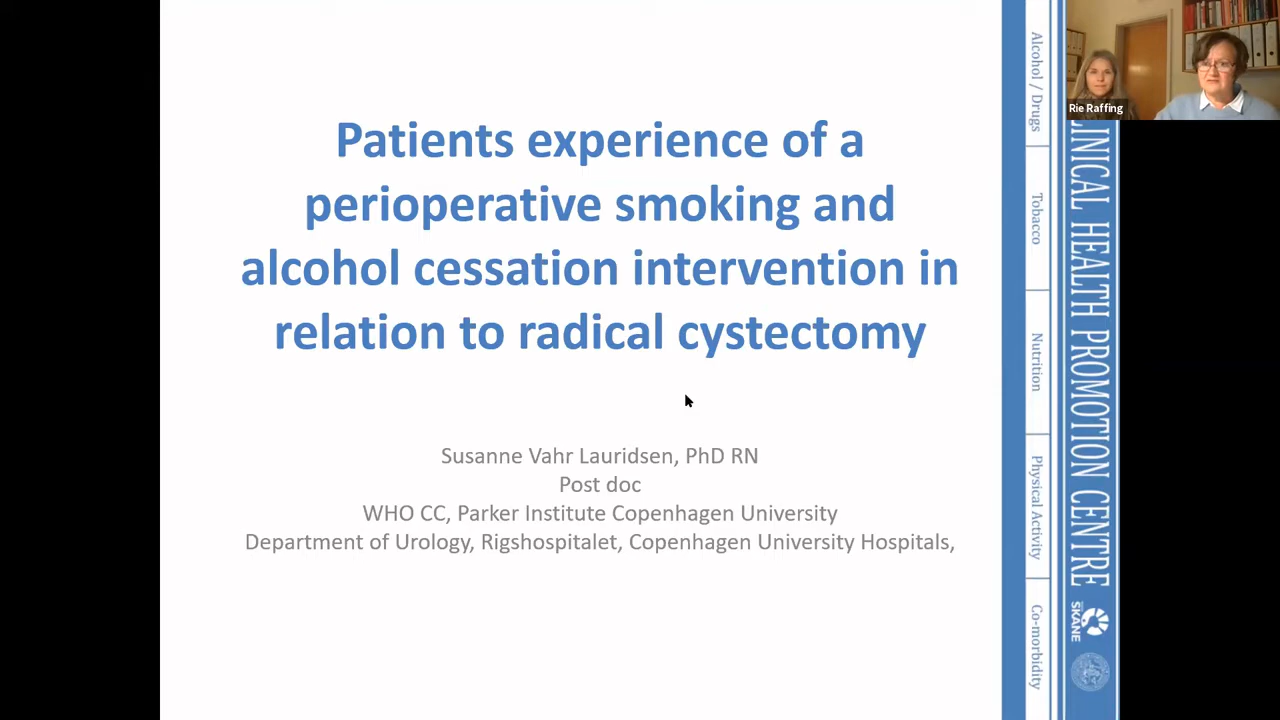 Patients experience of a
perioperative smoking and
alcohol cessation intervention in
relation to radical cystectomy
Susanne Vahr Lauridsen, PhD RN
Post doc
WHO CC, Parker Institute Copenhagen University
Department of Urology, Rigshospitalet, Copenhagen University Hospitals,
Alcohol / Drugs
Tobacco
Nutrition
Physical Activity
Co-morbidity
LINICAL HEALTH PROMOTION CENTRE
SKÅNE
Rie Raffing